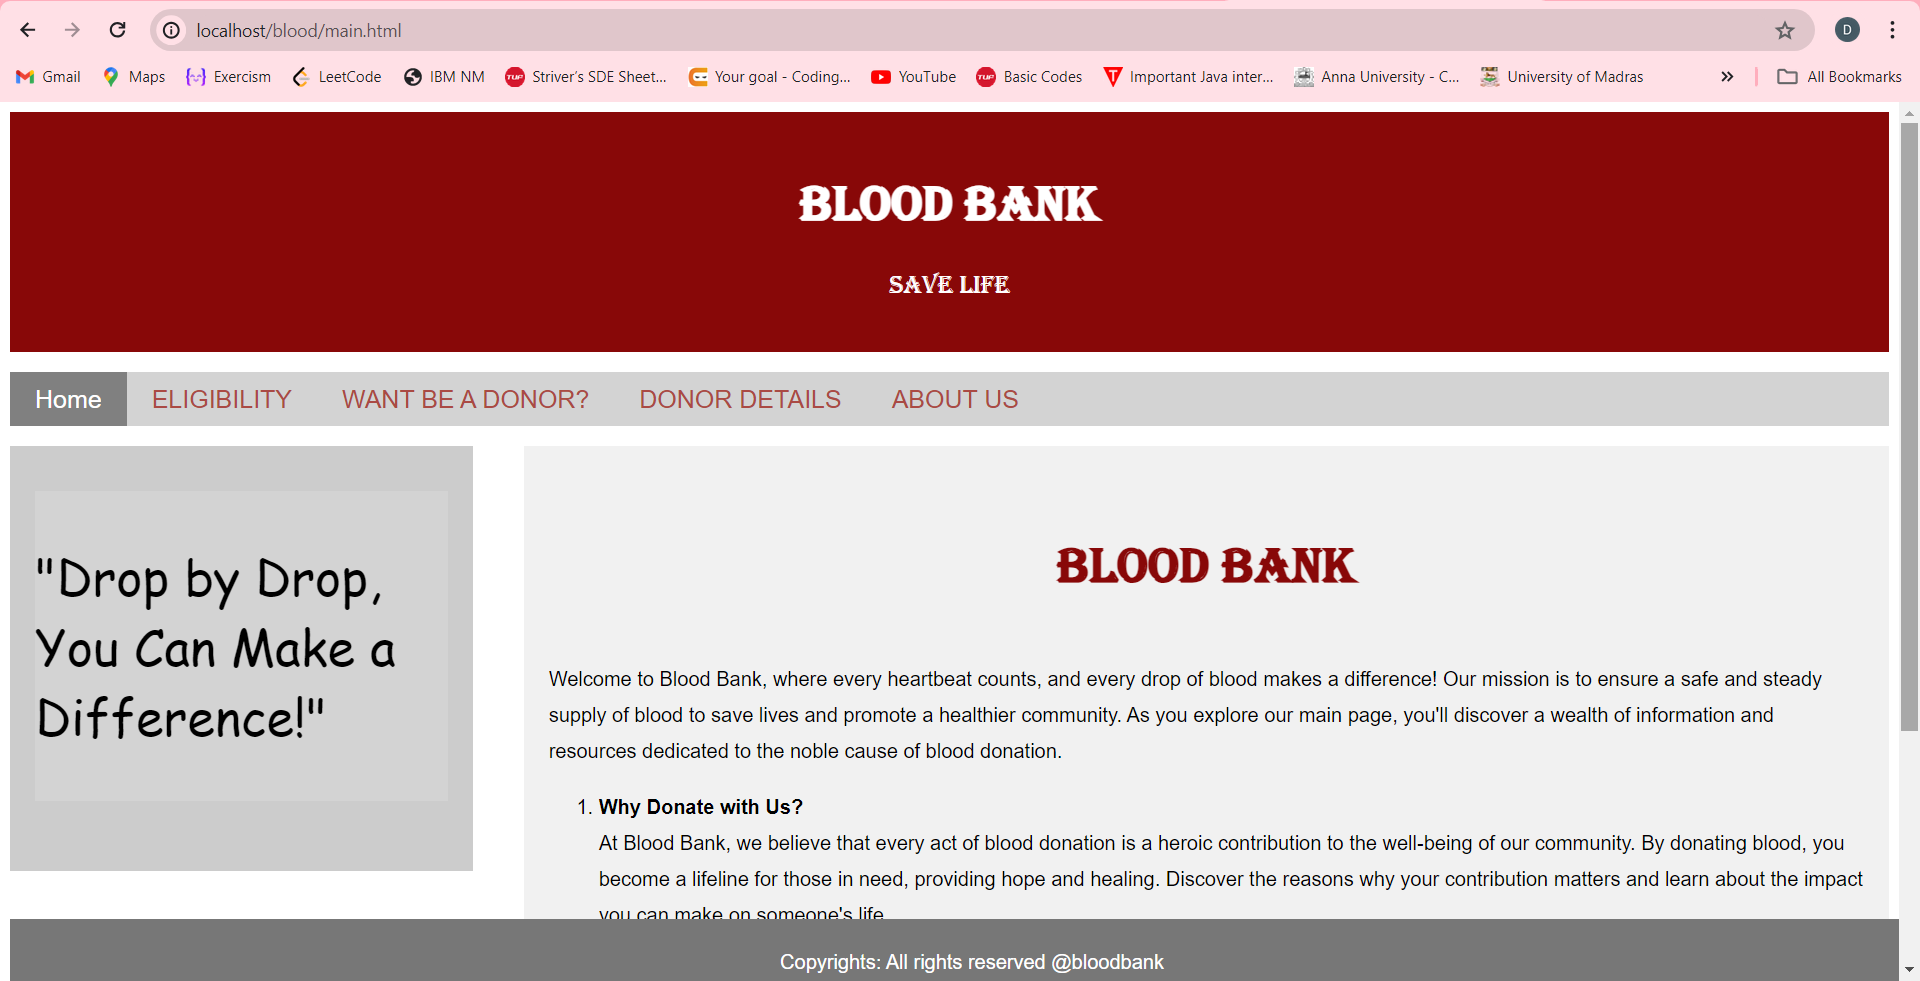 localhost/blood/main.html
D
Gmail Maps Exercism LeetCode IBM NM Striver's SDE Sheet... Your goal - Coding... YouTube Basic Codes Important Java inter... Anna University - C... University of Madras » All Bookmarks
BLOOD BANK
SAVE LIFE
Home ELIGIBILITY WANT BE A DONOR? DONOR DETAILS ABOUT US
"Drop by Drop,
You Can Make a
Difference!"
BLOOD BANK
Welcome to Blood Bank, where every heartbeat counts, and every drop of blood makes a difference! Our mission is to ensure a safe and steady
supply of blood to save lives and promote a healthier community. As you explore our main page, you'll discover a wealth of information and
resources dedicated to the noble cause of blood donation.
1. Why Donate with Us?
At Blood Bank, we believe that every act of blood donation is a heroic contribution to the well-being of our community. By donating blood, you
become a lifeline for those in need, providing hope and healing. Discover the reasons why your contribution matters and learn about the impact
you can make on someone's life
Copyrights: All rights reserved @bloodbank